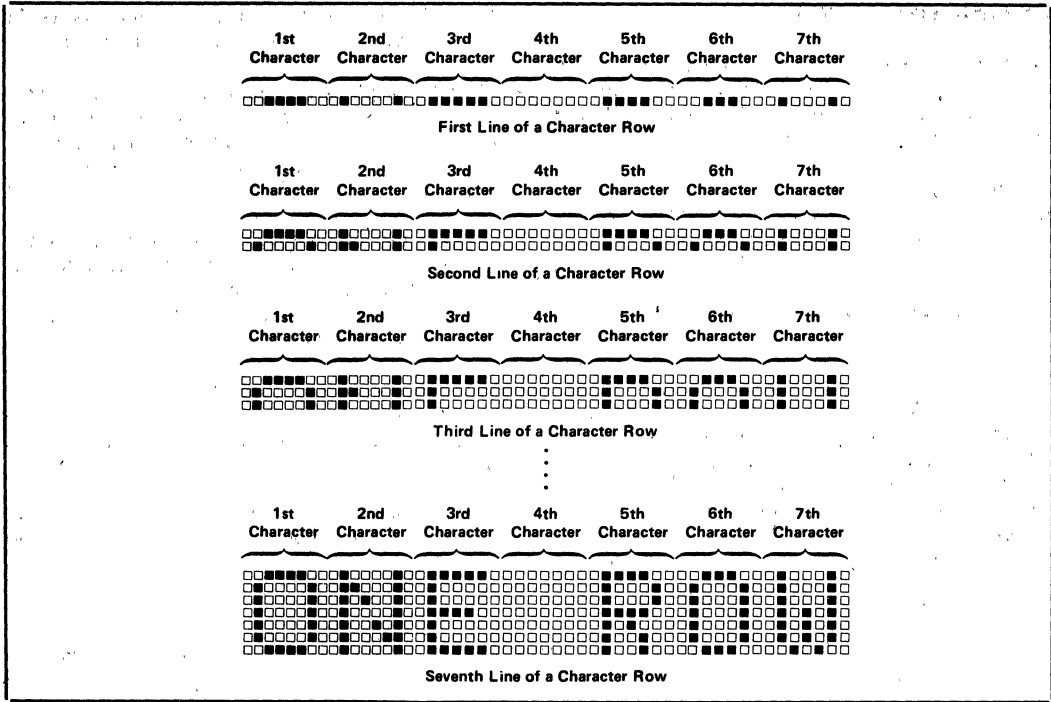 1st 2nd 3rd 4th 5th 6th 7th
Character Character Character Character Character Character Character
First Line of a Character Row
1st 2nd 3rd 4th 5th 6th 7th
Character Character Character Character Character Character Character
Second Line of a Character Row
1st 2nd 3rd 4th 5th 6th 7th
Character Character Character Character Character Character Character
Third Line of a Character Row
1st 2nd 3rd 4th 5th 6th 7th
Character Character Character Character Character Character Character
ONE ROW
Seventh Line of a Character Row